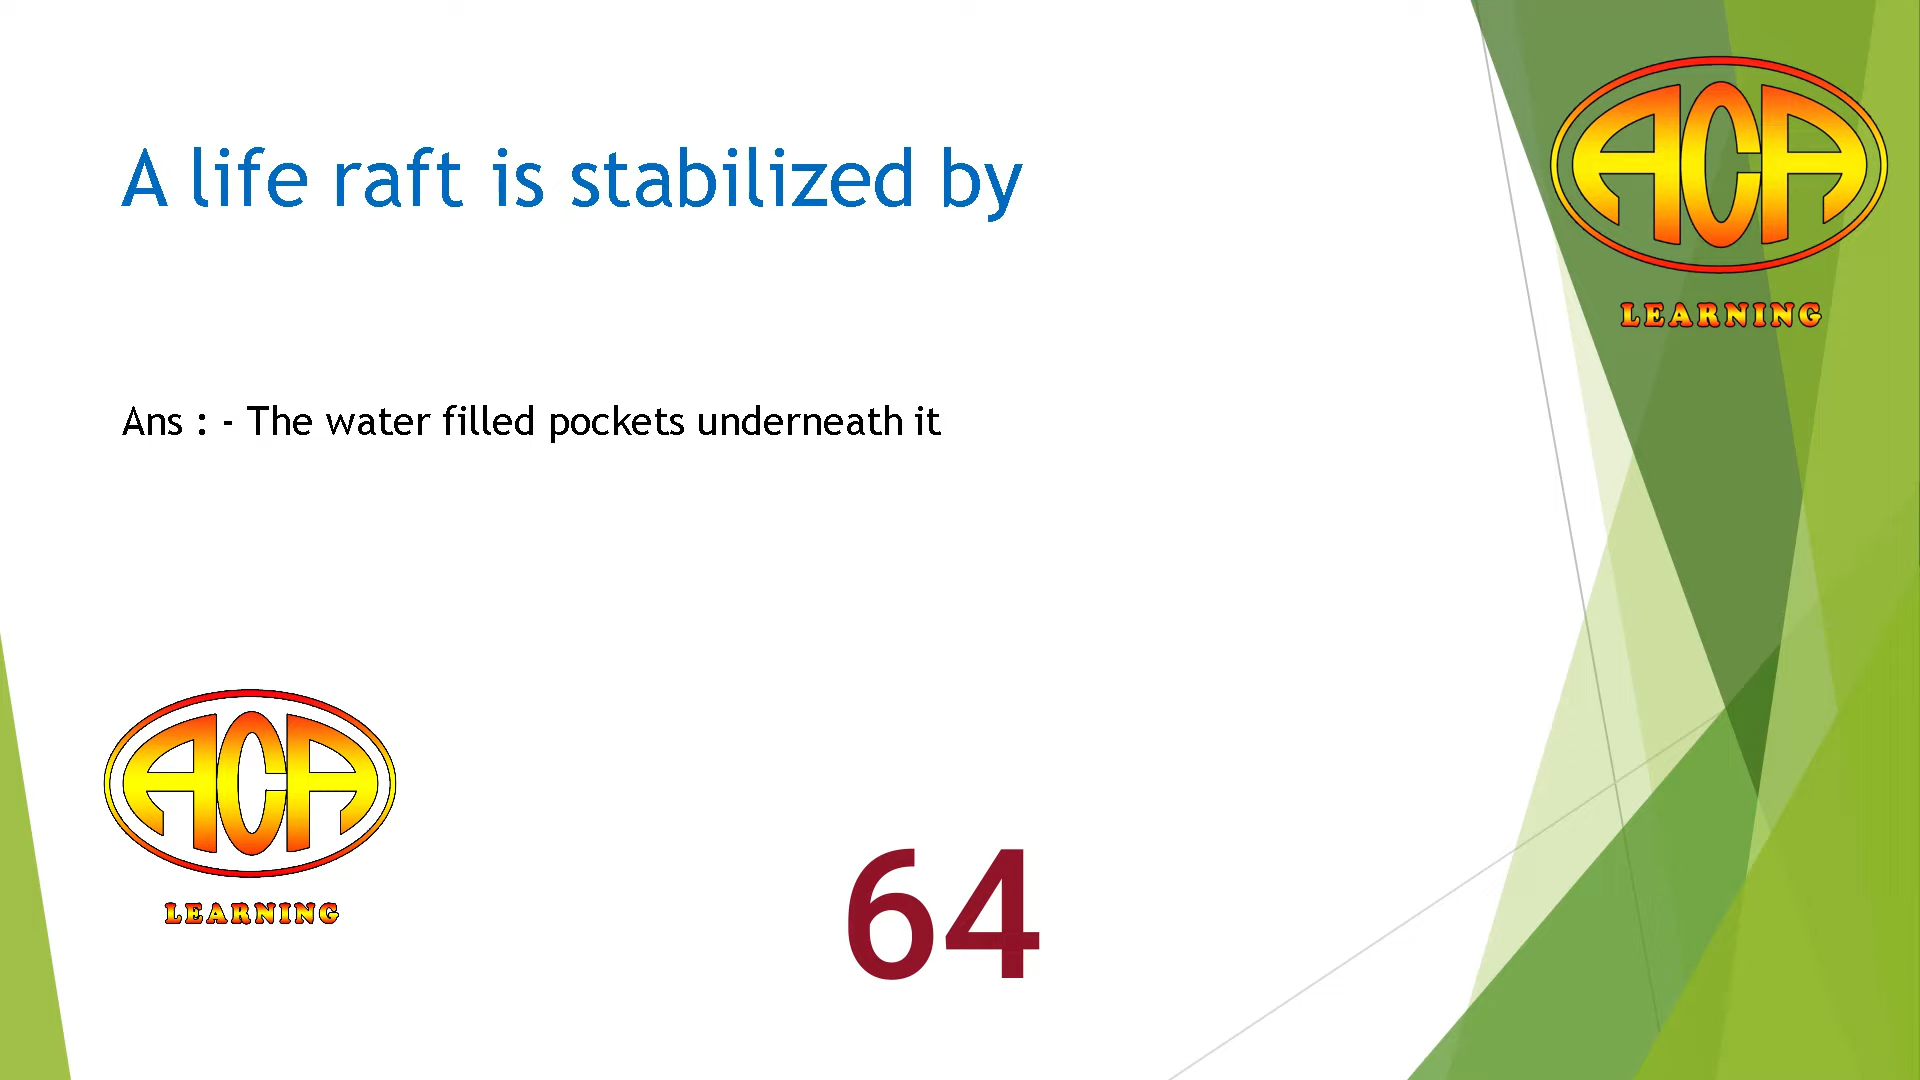 A life raft is stabilized by
ACA
LEARNING
Ans : - The water filled pockets underneath it
ACA
LEARNING
64